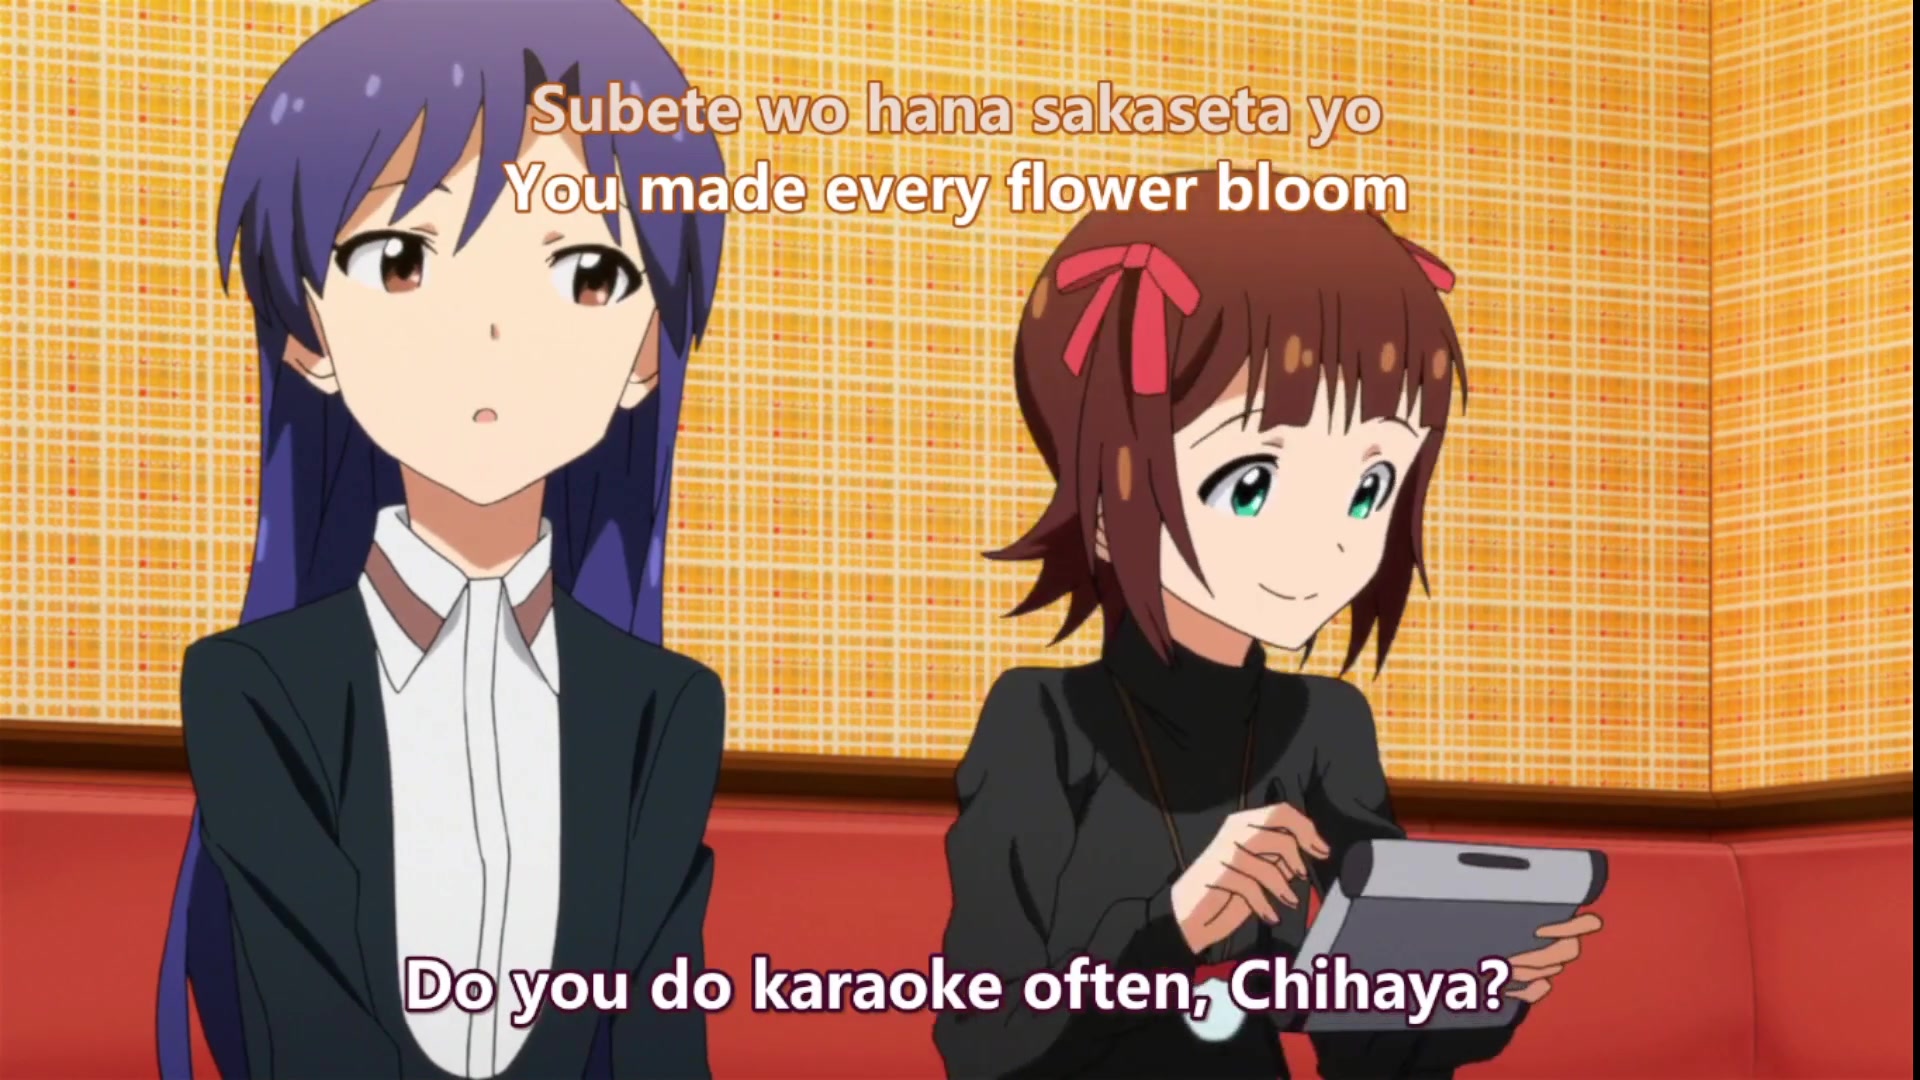 Subete wo hana sakaseta yo
You made every flower bloom
Do you do karaoke often, Chihaya?